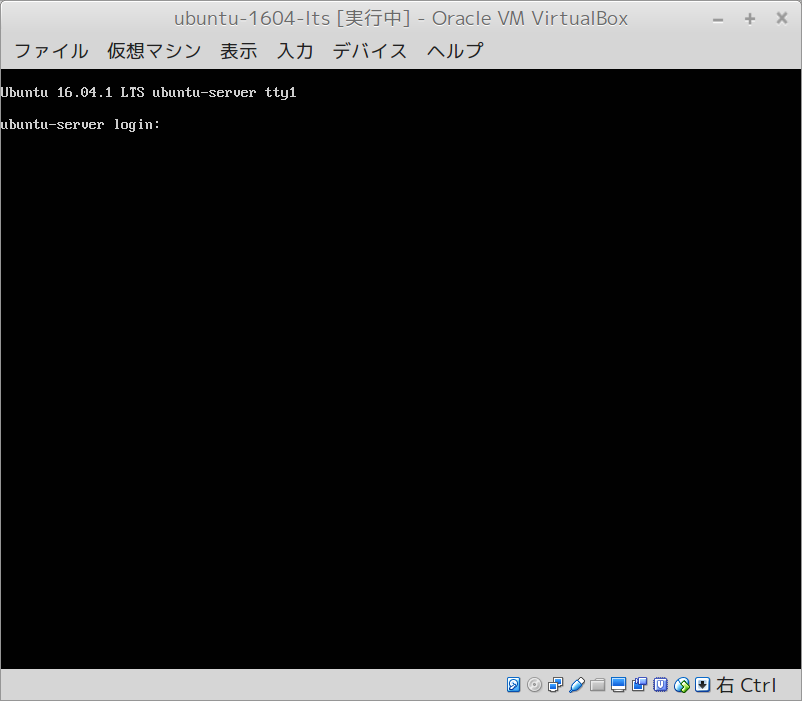 ubuntu-1604-lts [実行中] - Oracle VM VirtualBox
ファイル 仮想マシン 表示 入力 デバイス ヘルプ
Ubuntu 16.04.1 LTS ubuntu-server tty1
ubuntu-server login:
右 Ctrl